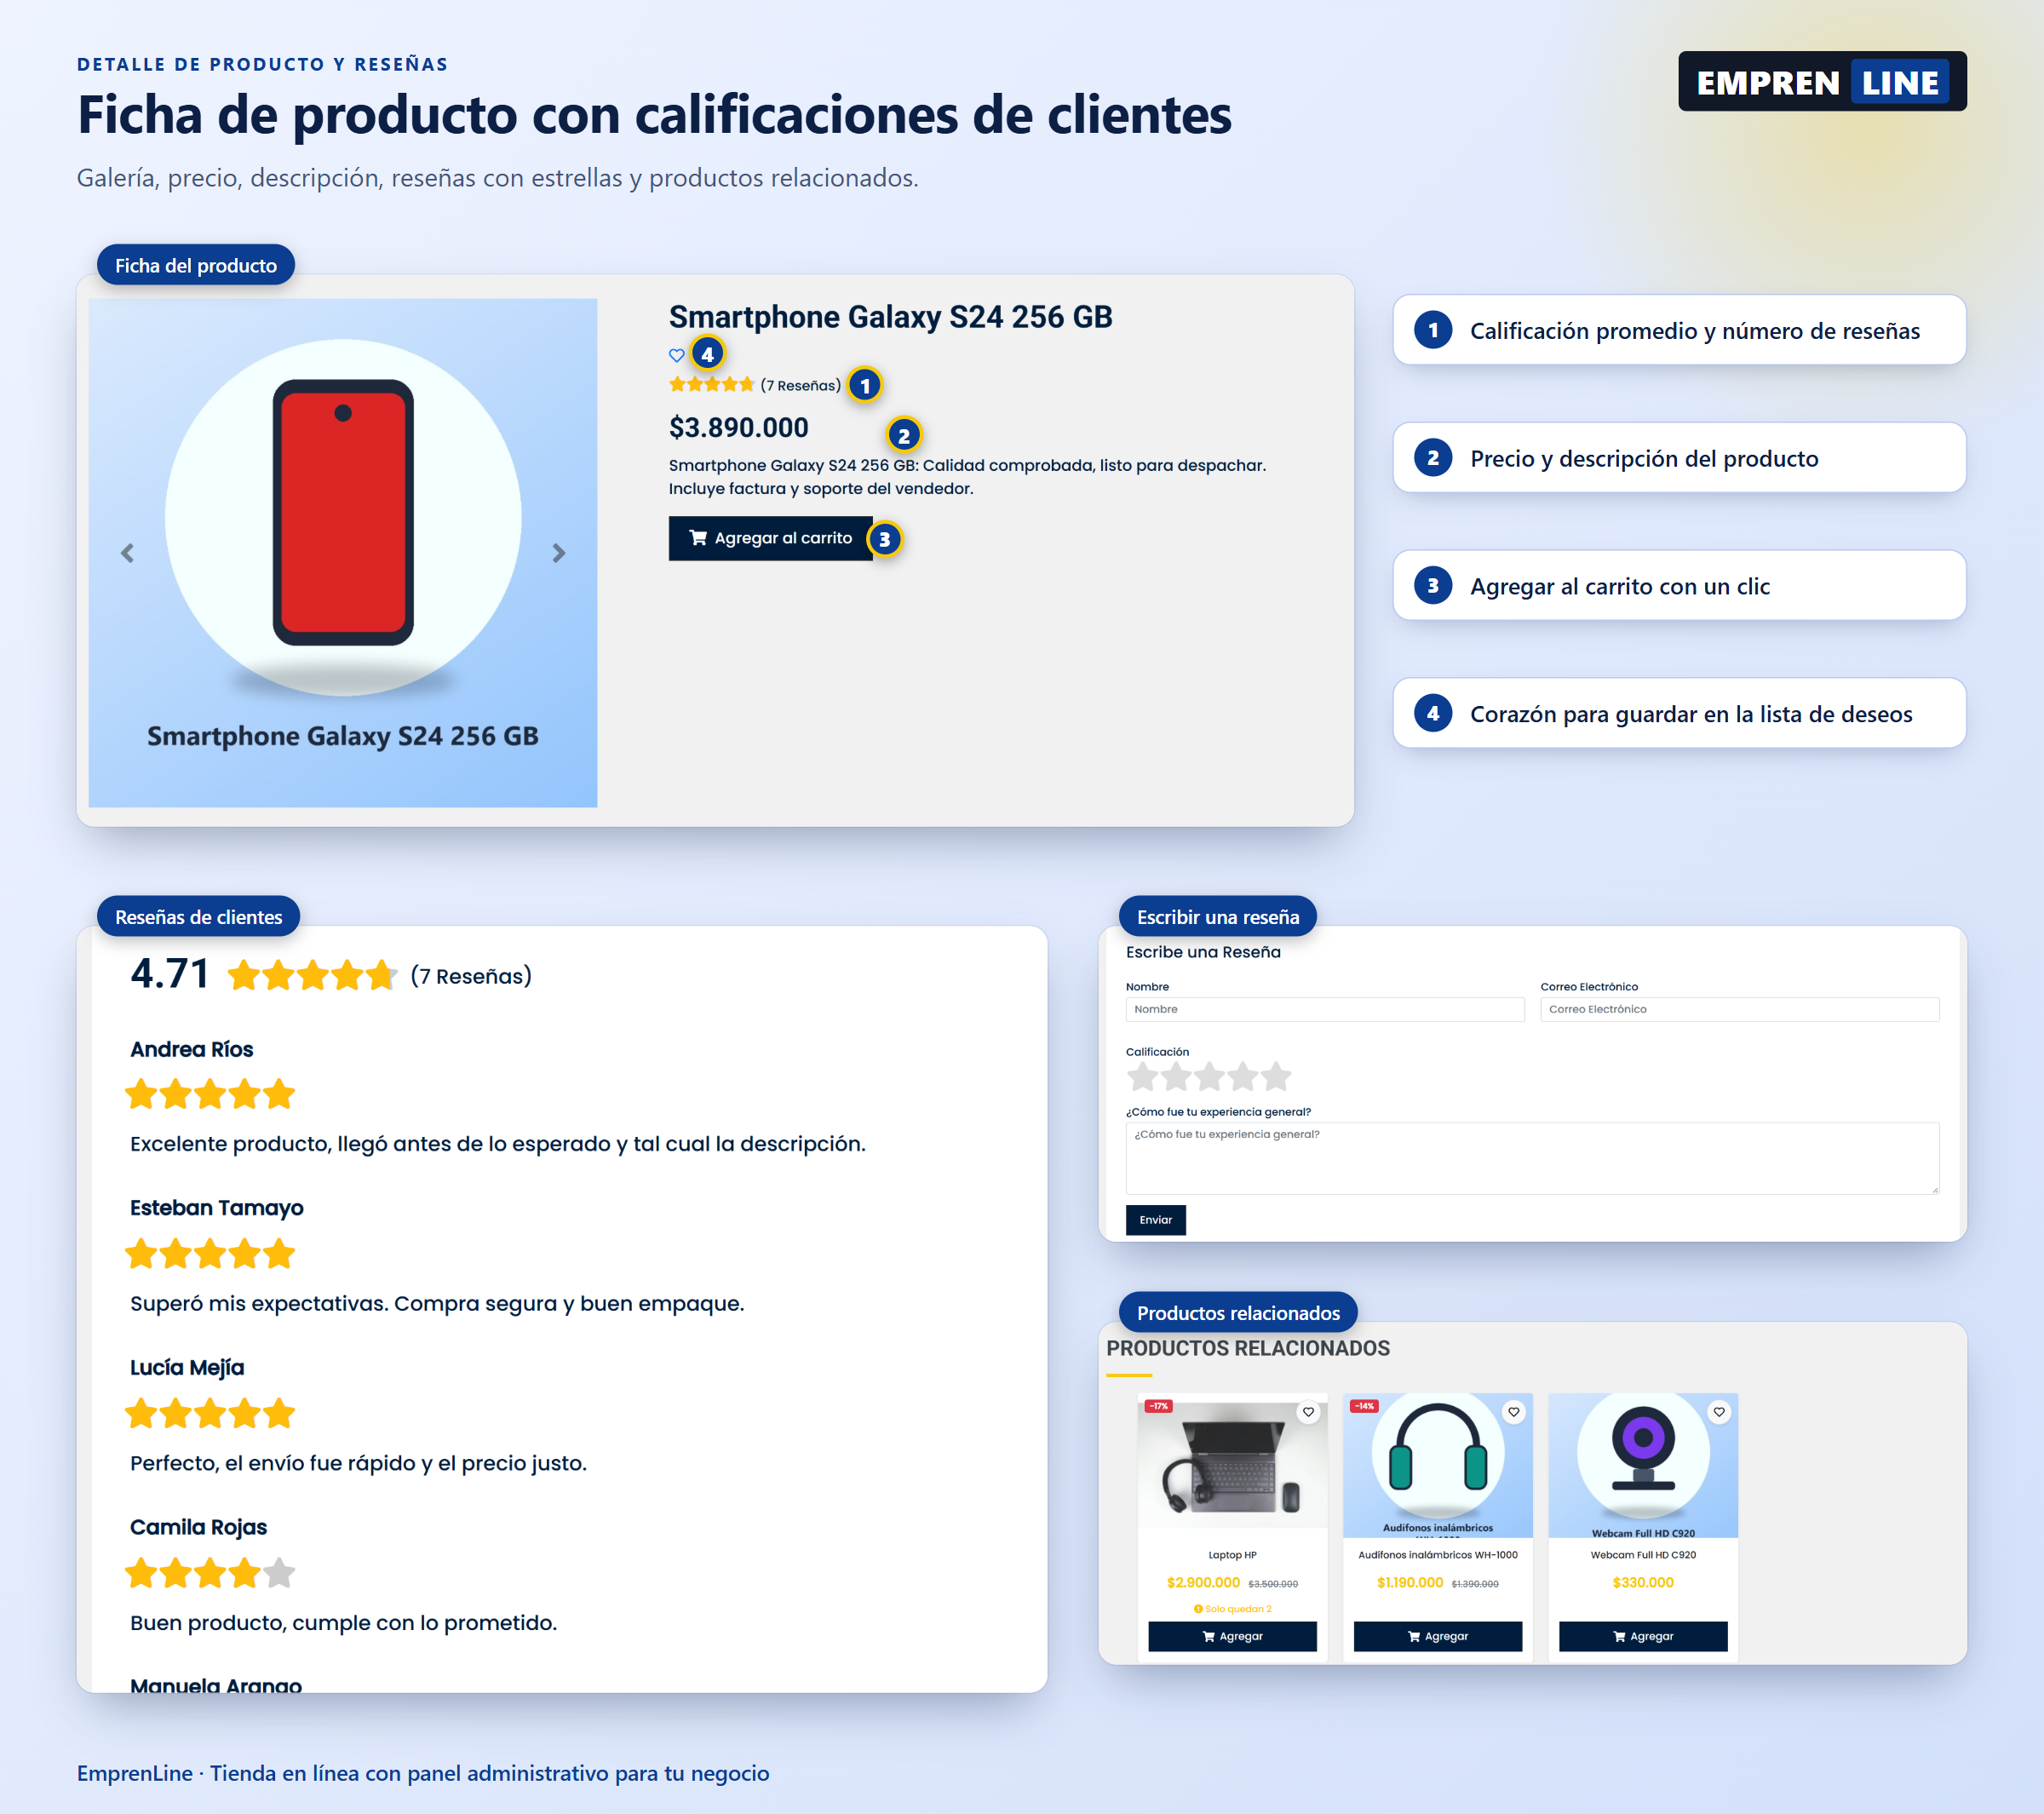 DETALLE DE PRODUCTO Y RESEÑAS
Ficha de producto con calificaciones de clientes
Galería, precio, descripción, reseñas con estrellas y productos relacionados.
EMPREN LINE
Ficha del producto
Smartphone Galaxy S24 256 GB
Smartphone Galaxy S24 256 GB
4
(7 Reseñas) 1
$3.890.000
2
Smartphone Galaxy S24 256 GB: Calidad comprobada, listo para despachar.
Incluye factura y soporte del vendedor.
Agregar al carrito 3
1 Calificación promedio y número de reseñas
2 Precio y descripción del producto
3 Agregar al carrito con un clic
4 Corazón para guardar en la lista de deseos
Reseñas de clientes
4.71 (7 Reseñas)
Andrea Ríos
Excelente producto, llegó antes de lo esperado y tal cual la descripción.
Esteban Tamayo
Superó mis expectativas. Compra segura y buen empaque.
Lucía Mejía
Perfecto, el envío fue rápido y el precio justo.
Camila Rojas
Buen producto, cumple con lo prometido.
Manuela Arango
Escribir una reseña
Escribe una Reseña
Nombre
Nombre
Correo Electrónico
Correo Electrónico
Calificación
¿Cómo fue tu experiencia general?
¿Cómo fue tu experiencia general?
Enviar
Productos relacionados
PRODUCTOS RELACIONADOS
-17%
Laptop HP
$2.900.000 $3.500.000
Solo quedan 2
Agregar
-14%
Audífonos inalámbricos
Audífonos inalámbricos WH-1000
$1.190.000 $1.390.000
Agregar
Webcam Full HD C920
Webcam Full HD C920
$330.000
Agregar
EmprenLine · Tienda en línea con panel administrativo para tu negocio